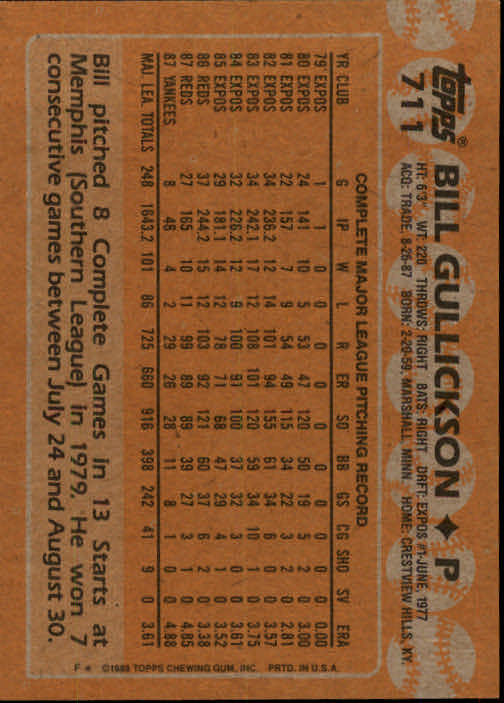 topps®
711
BILL GULLICKSON ♦ P
HT: 6'3" WT: 220 THROWS: RIGHT BATS: RIGHT DRFT: EXPOS #1-JUNE, 1977
ACQ: TRADE, 8-26-87 BORN: 2-20-59, MARSHALL, MINN. HOME: CRESTVIEW HILLS, KY.
COMPLETE MAJOR LEAGUE PITCHING RECORD
YR CLUB G IP W L R ER SO BB GS CG SHO SV ERA
79 EXPOS 1 1 0 0 0 0 0 0 0 0 0 0 0.00
80 EXPOS 24 141 10 5 53 47 120 50 19 5 2 0 3.00
81 EXPOS 22 157 7 9 54 49 115 34 22 3 2 0 2.81
82 EXPOS 34 236.2 12 14 101 94 155 61 34 6 0 0 3.57
83 EXPOS 34 242.1 17 12 108 101 120 59 34 10 1 0 3.75
84 EXPOS 32 226.2 12 9 100 91 100 37 32 3 0 0 3.61
85 EXPOS 29 181.1 14 12 78 71 68 47 29 4 1 0 3.52
86 REDS 37 244.2 15 12 103 92 121 60 37 6 2 0 3.38
87 REDS 27 165 10 11 99 89 89 39 27 3 1 0 4.85
87 YANKEES 8 48 4 2 29 26 28 11 8 1 0 0 4.88
MAJ. LEA. TOTALS 248 1643.2 101 86 725 660 916 398 242 41 9 0 3.61
Bill pitched 8 Complete Games in 13 Starts at
Memphis (Southern League) in 1979. He won 7
consecutive games between July 24 and August 30.
F * ©1988 TOPPS CHEWING GUM, INC. PRTD. IN U.S.A.